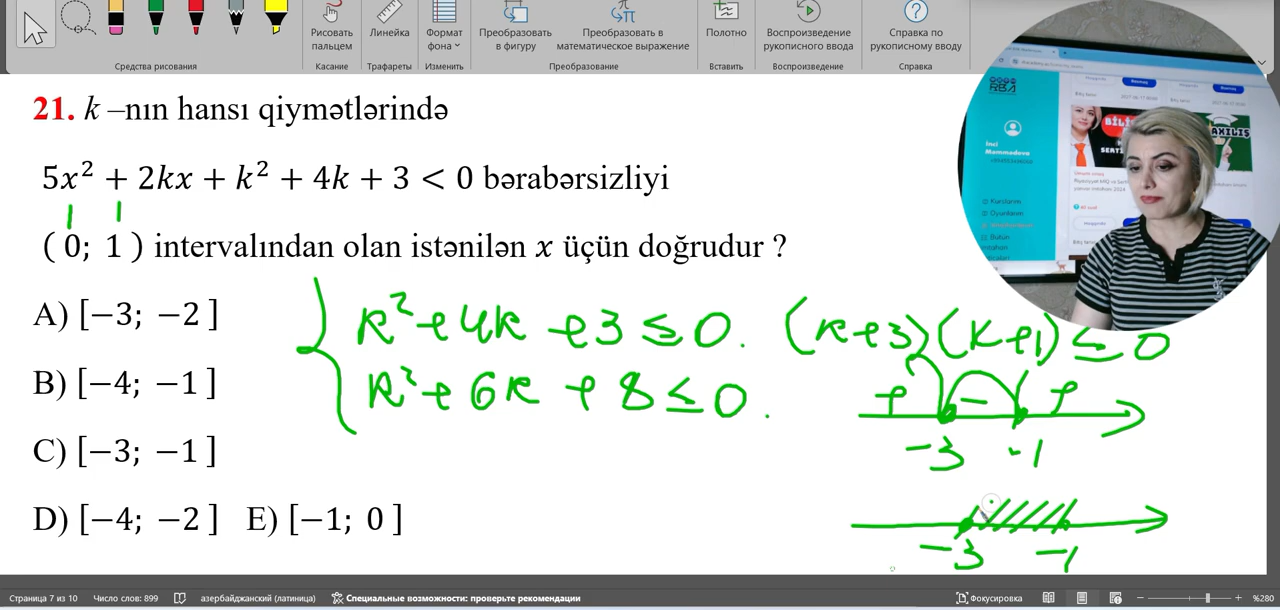 Рисовать пальцем
Линейка
Формат фона
Преобразовать в фигуру
Преобразовать в математическое выражение
Полотно
Воспроизведение рукописного ввода
Справка по рукописному вводу
Средства рисования
Касание
Трафареты
Изменить
Преобразование
Вставить
Воспроизведение
Справка
RBA
İnci Məmmədova
21. k –nın hansı qiymətlərində
5x² + 2kx + k² + 4k + 3 < 0 bərabərsizliyi
( 0; 1 ) intervalından olan istənilən x üçün doğrudur ?
A) [−3; −2 ]
B) [−4; −1 ]
C) [−3; −1 ]
D) [−4; −2 ] E) [−1; 0 ]
k² + 4k + 3 ≤ 0. (k+3)(k+1) ≤ 0
k² + 6k + 8 ≤ 0.
+ − +
−3 −1
−3 −1
Страница 7 из 10 Число слов: 899 азербайджанский (латиница) Специальные возможности: проверьте рекомендации Фокусировка %280